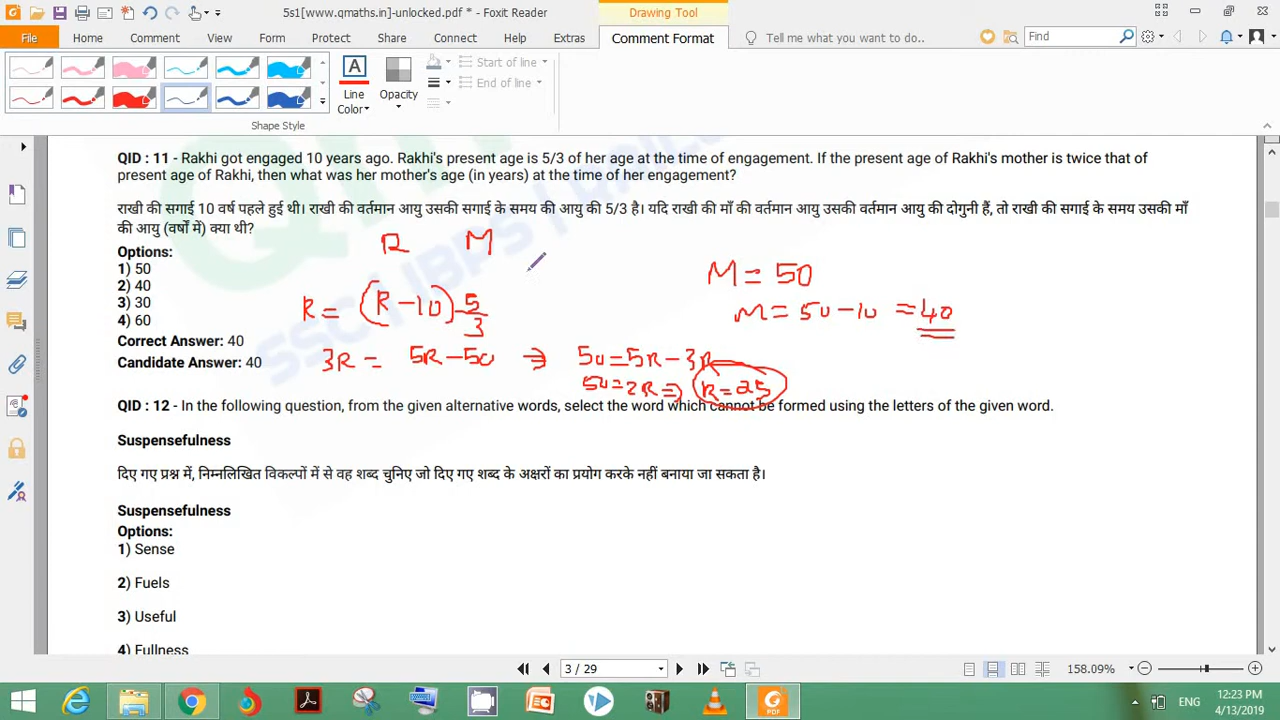 5s1[www.qmaths.in]-unlocked.pdf * - Foxit Reader
Drawing Tool
File Home Comment View Form Protect Share Connect Help Extras Comment Format Tell me what you want to do.. Find
Line Color Opacity Start of line
End of line
Shape Style
QID : 11 - Rakhi got engaged 10 years ago. Rakhi's present age is 5/3 of her age at the time of engagement. If the present age of Rakhi's mother is twice that of
present age of Rakhi, then what was her mother's age (in years) at the time of her engagement?
राखी की सगाई 10 वर्ष पहले हुई थी। राखी की वर्तमान आयु उसकी सगाई के समय की आयु की 5/3 है। यदि राखी की माँ की वर्तमान आयु उसकी वर्तमान आयु की दोगुनी हैं, तो राखी की सगाई के समय उसकी माँ
की आयु (वर्षों में) क्या थी?
R M
Options:
1) 50
2) 40
3) 30
4) 60
M = 50
R = (R-10) 5/3
M = 50-10 = 40
3R = 5R-50 ⇒ 50=5R-3R
50=2R ⇒ R=25
Correct Answer: 40
Candidate Answer: 40
QID : 12 - In the following question, from the given alternative words, select the word which cannot be formed using the letters of the given word.
Suspensefulness
दिए गए प्रश्न में, निम्नलिखित विकल्पों में से वह शब्द चुनिए जो दिए गए शब्द के अक्षरों का प्रयोग करके नहीं बनाया जा सकता है।
Suspensefulness
Options:
1) Sense
2) Fuels
3) Useful
4) Fullness
3 / 29 158.09%
ENG 12:23 PM
4/13/2019